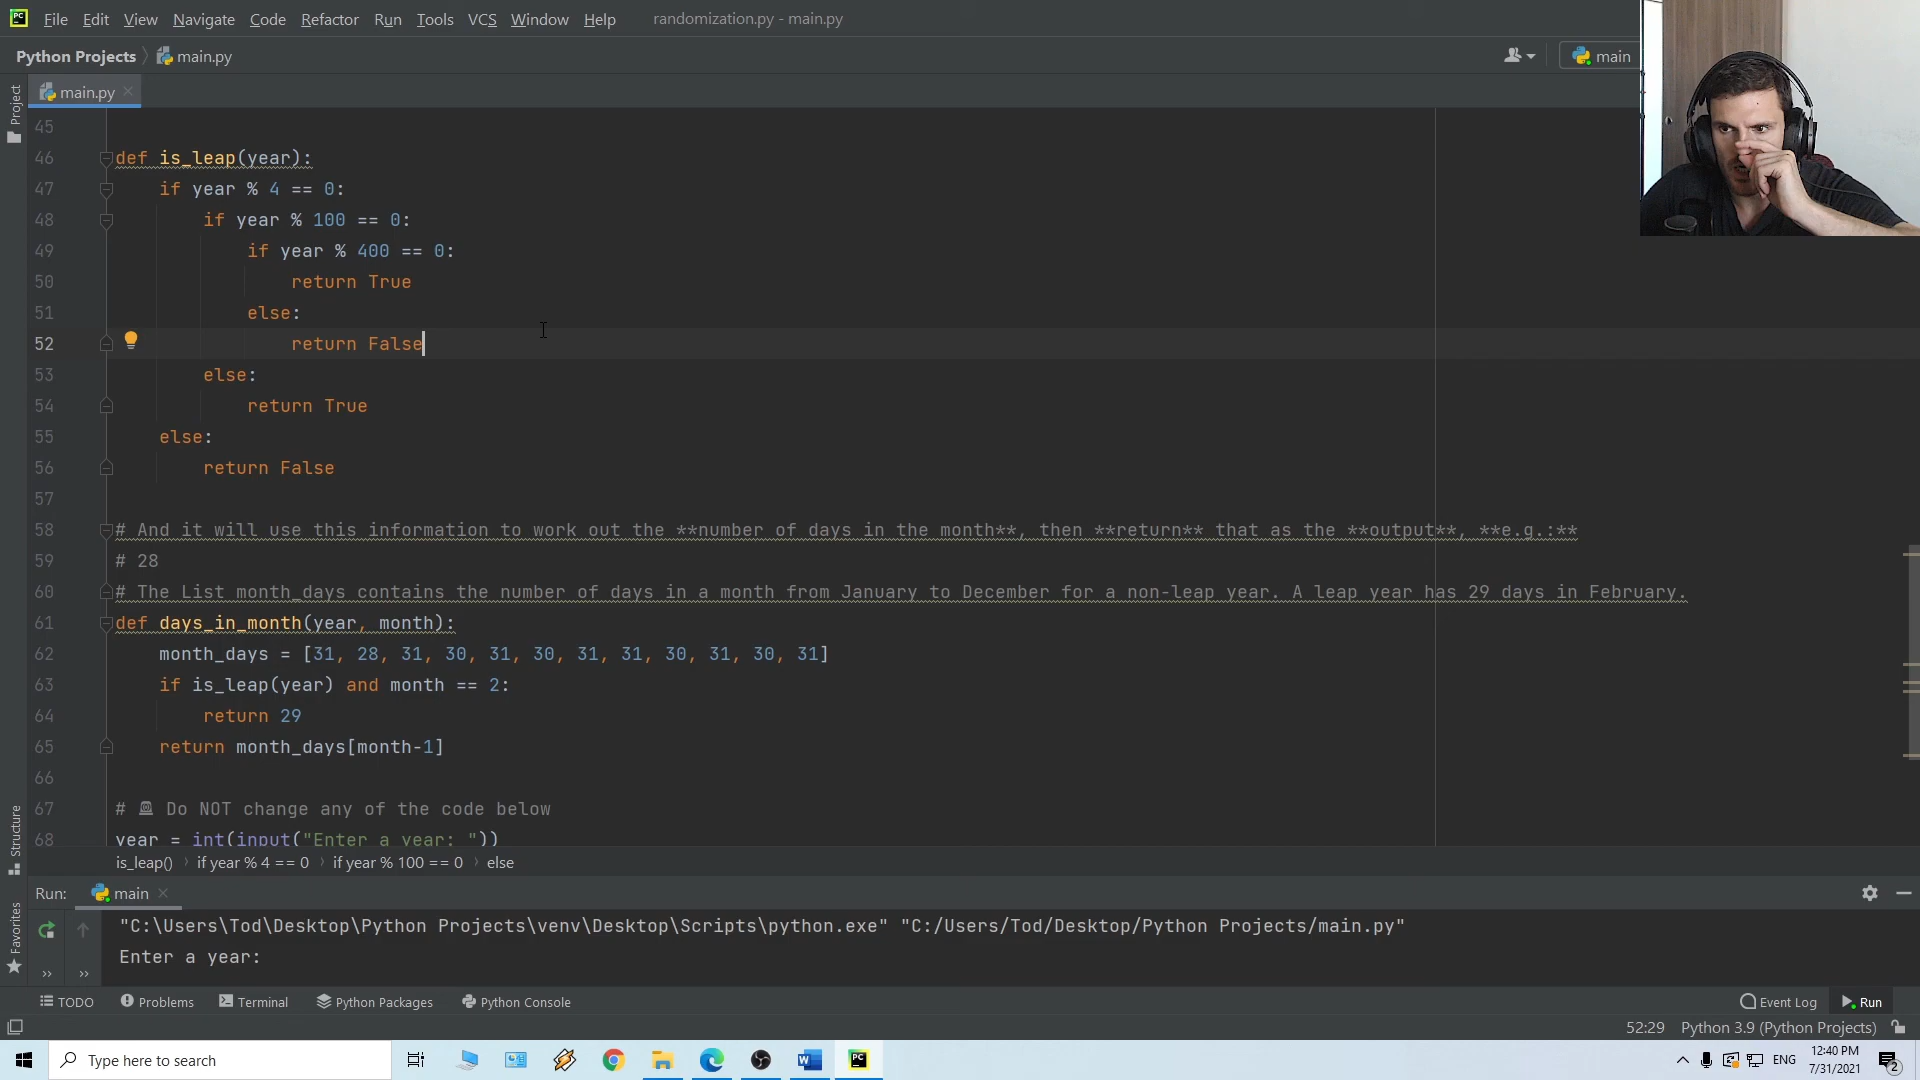 File Edit View Navigate Code Refactor Run Tools VCS Window Help randomization.py - main.py
Python Projects main.py main
Project
main.py
45
46 def is_leap(year):
47 if year % 4 == 0:
48 if year % 100 == 0:
49 if year % 400 == 0:
50 return True
51 else:
52 return False
53 else:
54 return True
55 else:
56 return False
57
58 # And it will use this information to work out the **number of days in the month**, then **return** that as the **output**, **e.g.:**
59 # 28
60 # The List month_days contains the number of days in a month from January to December for a non-leap year. A leap year has 29 days in February.
61 def days_in_month(year, month):
62 month_days = [31, 28, 31, 30, 31, 30, 31, 31, 30, 31, 30, 31]
63 if is_leap(year) and month == 2:
64 return 29
65 return month_days[month-1]
66
67 # 🚨 Do NOT change any of the code below
68 year = int(input("Enter a year: "))
Structure
is_leap() if year % 4 == 0 if year % 100 == 0 else
Run: main
Favorites
"C:\Users\Tod\Desktop\Python Projects\venv\Desktop\Scripts\python.exe" "C:/Users/Tod/Desktop/Python Projects/main.py"
Enter a year:
TODO Problems Terminal Python Packages Python Console Event Log Run
52:29 Python 3.9 (Python Projects)
Type here to search
ENG 12:40 PM
7/31/2021 2